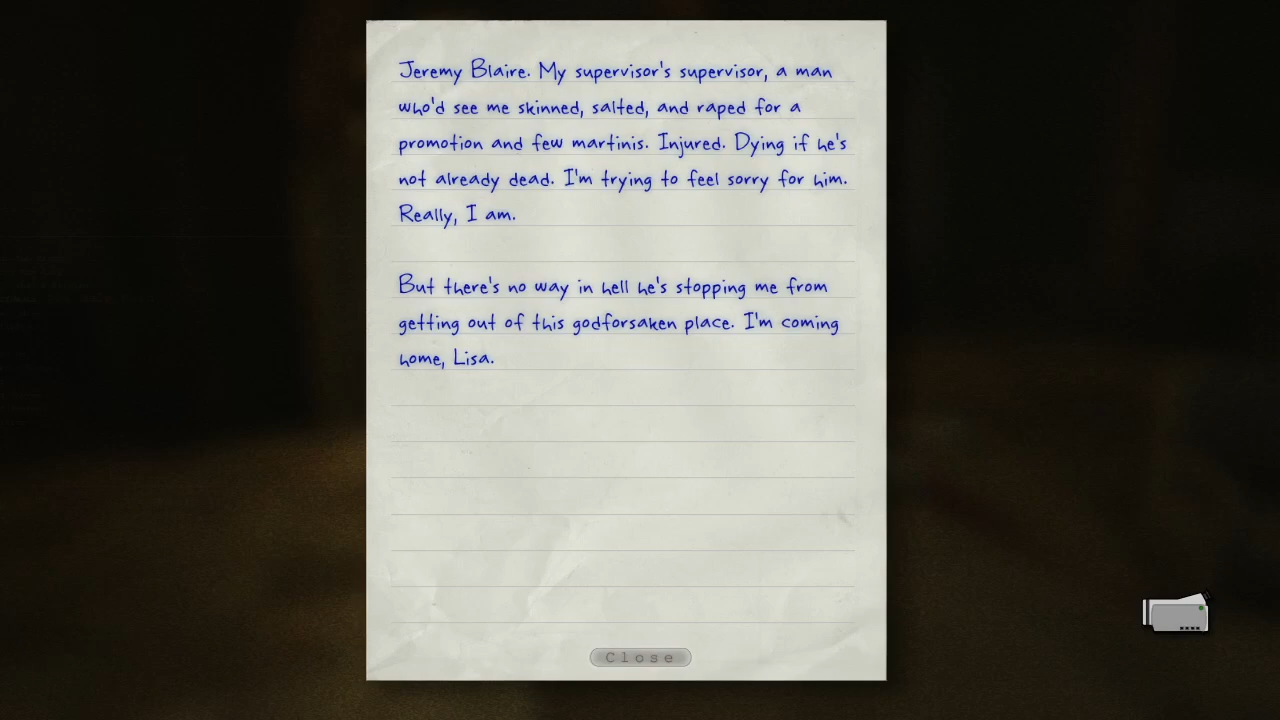 Jeremy Blaire. My supervisor's supervisor, a man
who'd see me skinned, salted, and raped for a
promotion and few martinis. Injured. Dying if he's
not already dead. I'm trying to feel sorry for him.
Really, I am.
But there's no way in hell he's stopping me from
getting out of this godforsaken place. I'm coming
home, Lisa.
Close